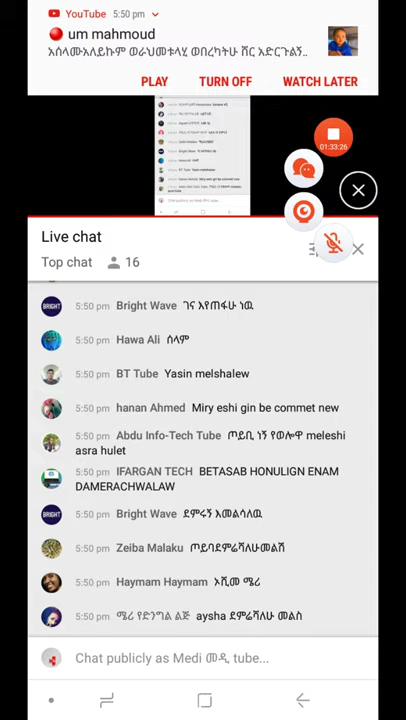 YouTube 5:50 pm
um mahmoud
አሰላሙአለይኩም ወራህመቱላሂ ወበረካትሁ ሸር አድርጉልኝ..
PLAY TURN OFF WATCH LATER
01:33:26
Live chat
Top chat 16
BRIGHT 5:50 pm Bright Wave ገና እየጠፋሁ ነዉ
5:50 pm Hawa Ali ሰላም
5:50 pm BT Tube Yasin melshalew
5:50 pm hanan Ahmed Miry eshi gin be commet new
5:50 pm Abdu Info-Tech Tube ጦይቢ ነኝ የወሎዋ meleshi
asra hulet
5:50 pm IFARGAN TECH BETASAB HONULIGN ENAM
DAMERACHWALAW
BRIGHT 5:50 pm Bright Wave ደምሩኝ እመልሳለዉ
5:50 pm Zeiba Malaku ጦይባደምሬሻለሁመልሽ
5:50 pm Haymam Haymam ኦሺመ ሜሪ
5:50 pm ሜሪ የድንግል ልጅ aysha ደምሬሻለሁ መልስ
Chat publicly as Medi መዲ tube...